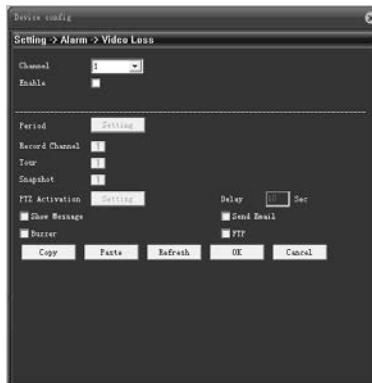 Device config
Setting -> Alarm -> Video Loss
Channel 1
Enable
Period Setting
Record Channel 1
Tour 1
Snapshot 1
PTZ Activation Setting Delay 10 Sec
Show Message Send Email
Buzzer FTP
Copy Paste Refresh OK Cancel